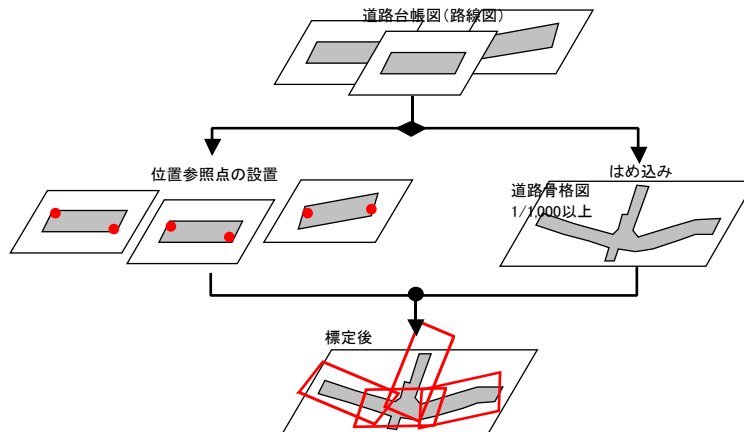 道路台帳図(路線図)
位置参照点の設置
はめ込み
道路骨格図
1/1,000以上
標定後